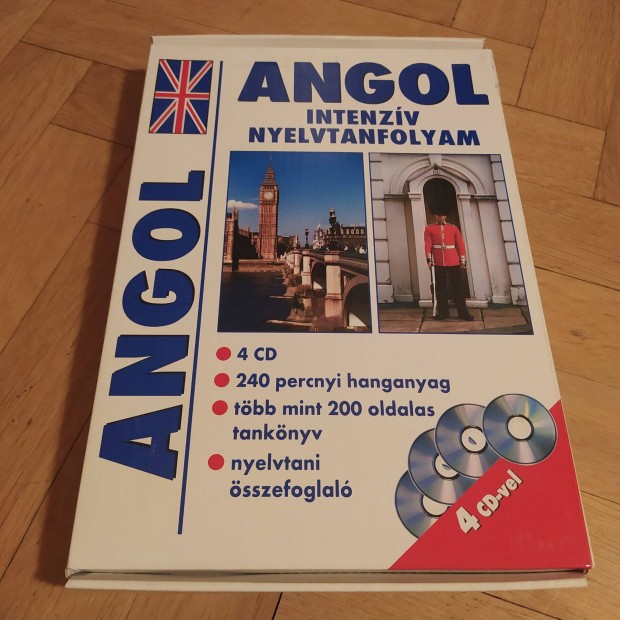 ANGOL
INTENZÍV
NYELVTANFOLYAM
ANGOL
4 CD
240 percnyi hanganyag
több mint 200 oldalas
tankönyv
nyelvtani
összefoglaló
4 CD-vel